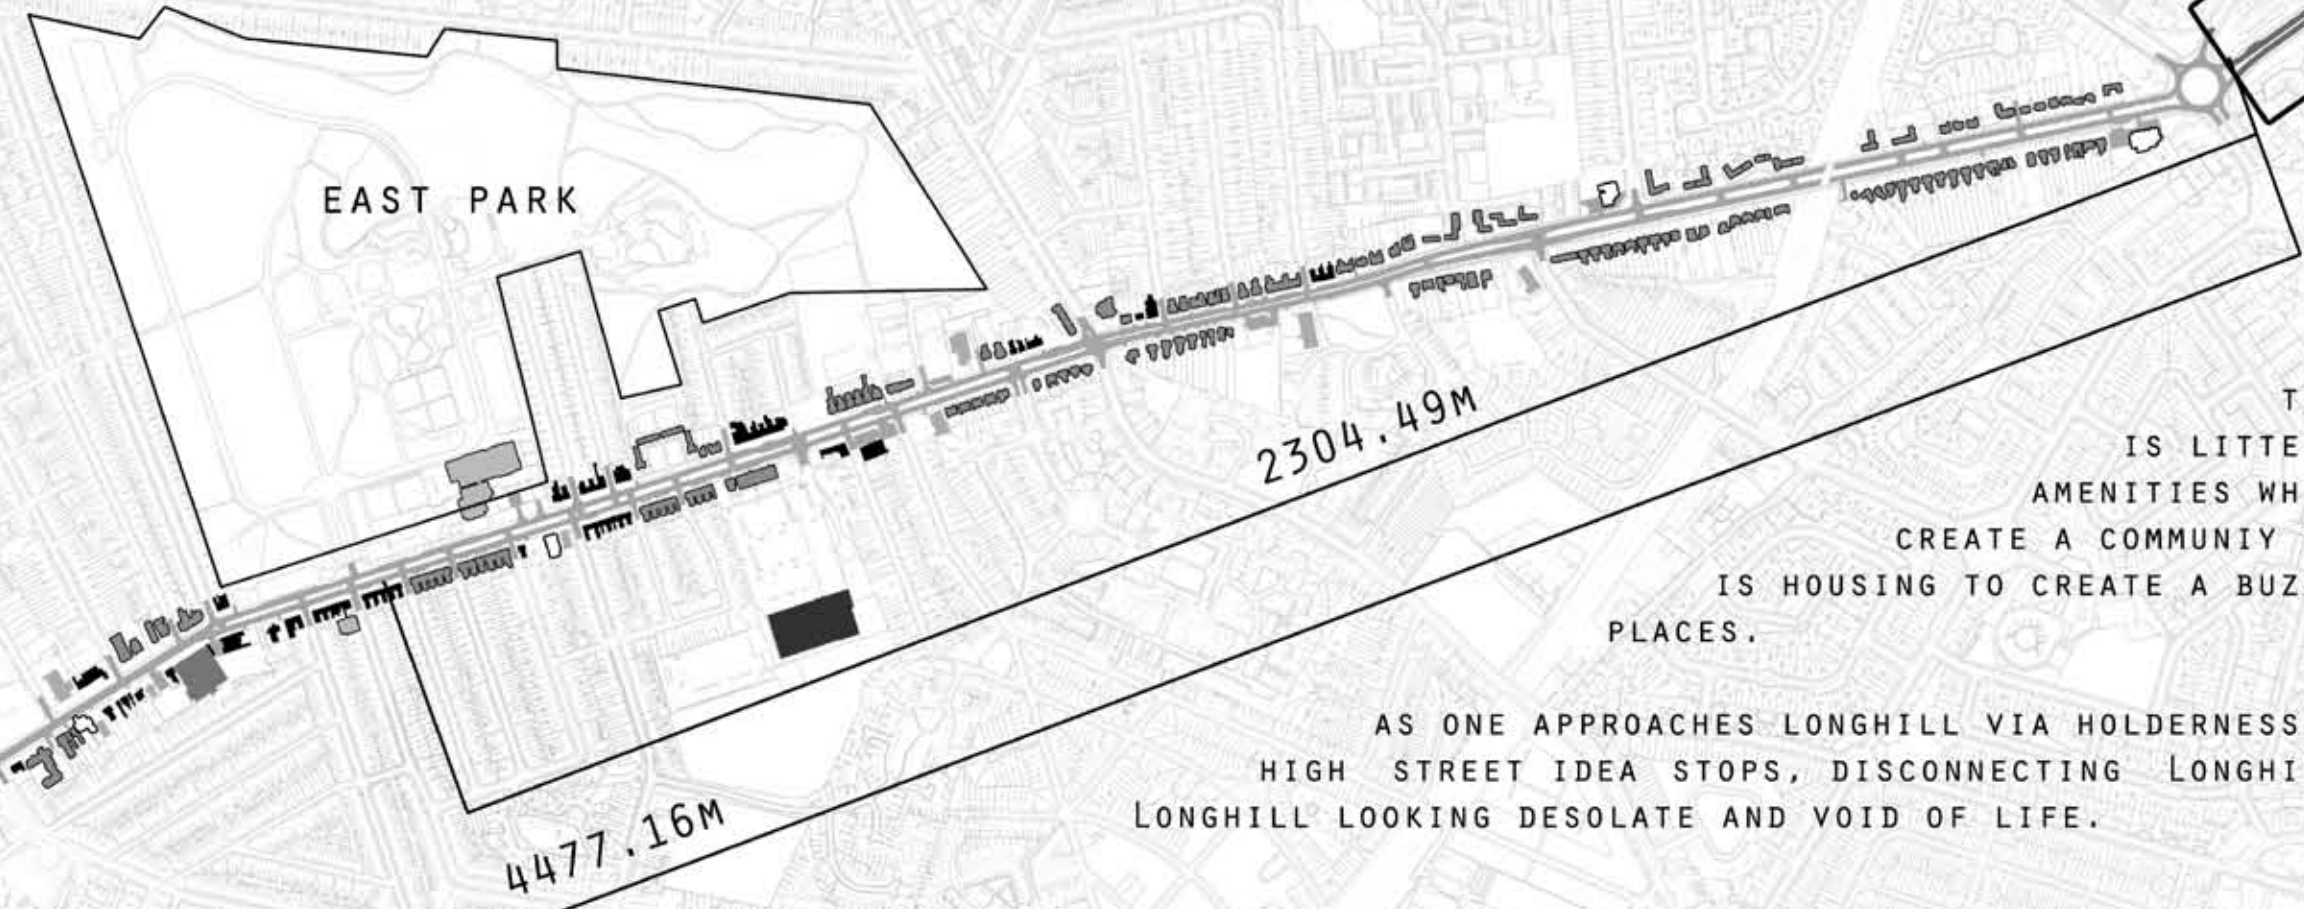 EAST PARK
2304.49M
T
IS LITTE
AMENITIES WH
CREATE A COMMUNIY
IS HOUSING TO CREATE A BUZ
PLACES.
AS ONE APPROACHES LONGHILL VIA HOLDERNESS
HIGH STREET IDEA STOPS, DISCONNECTING LONGHI
LONGHILL LOOKING DESOLATE AND VOID OF LIFE.
4477.16M